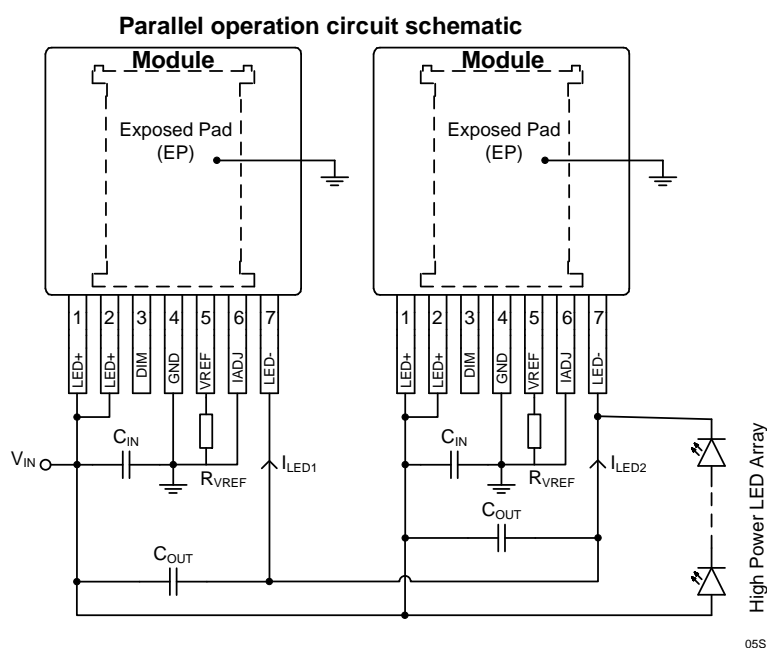 Parallel operation circuit schematic
Module
Exposed Pad
(EP)
1 2 3 4 5 6 7
LED+ LED+ DIM GND VREF IADJ LED-
Module
Exposed Pad
(EP)
1 2 3 4 5 6 7
LED+ LED+ DIM GND VREF IADJ LED-
VIN
CIN
RVREF
ILED1
COUT
CIN
RVREF
ILED2
COUT
High Power LED Array
05S